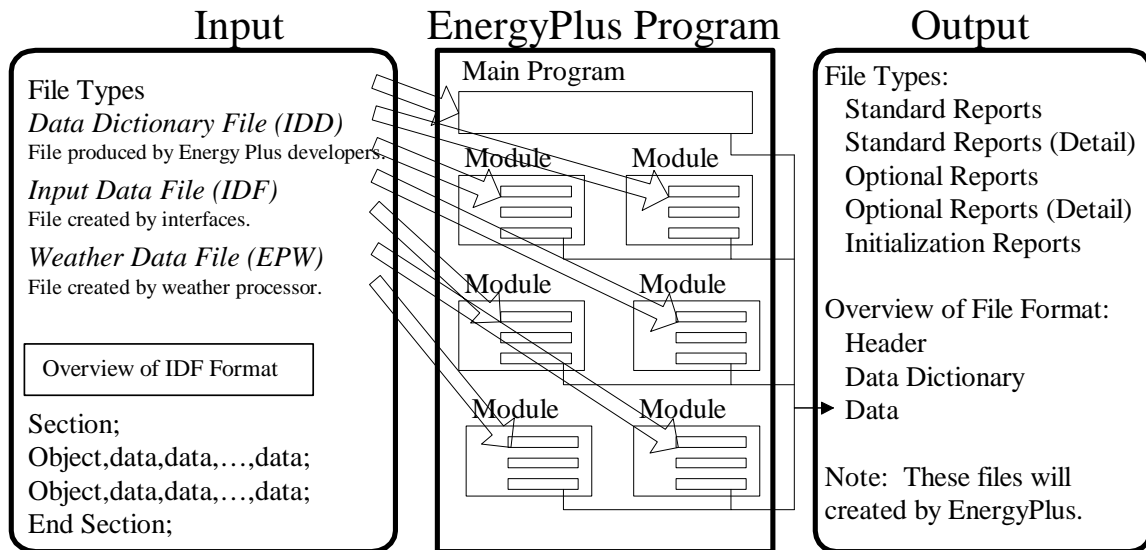 Input
File Types
Data Dictionary File (IDD)
File produced by Energy Plus developers.
Input Data File (IDF)
File created by interfaces.
Weather Data File (EPW)
File created by weather processor.
Overview of IDF Format
Section;
Object,data,data,…,data;
Object,data,data,…,data;
End Section;
EnergyPlus Program
Main Program
Module
Module
Module
Module
Module
Module
Output
File Types:
Standard Reports
Standard Reports (Detail)
Optional Reports
Optional Reports (Detail)
Initialization Reports
Overview of File Format:
Header
Data Dictionary
Data
Note: These files will
created by EnergyPlus.